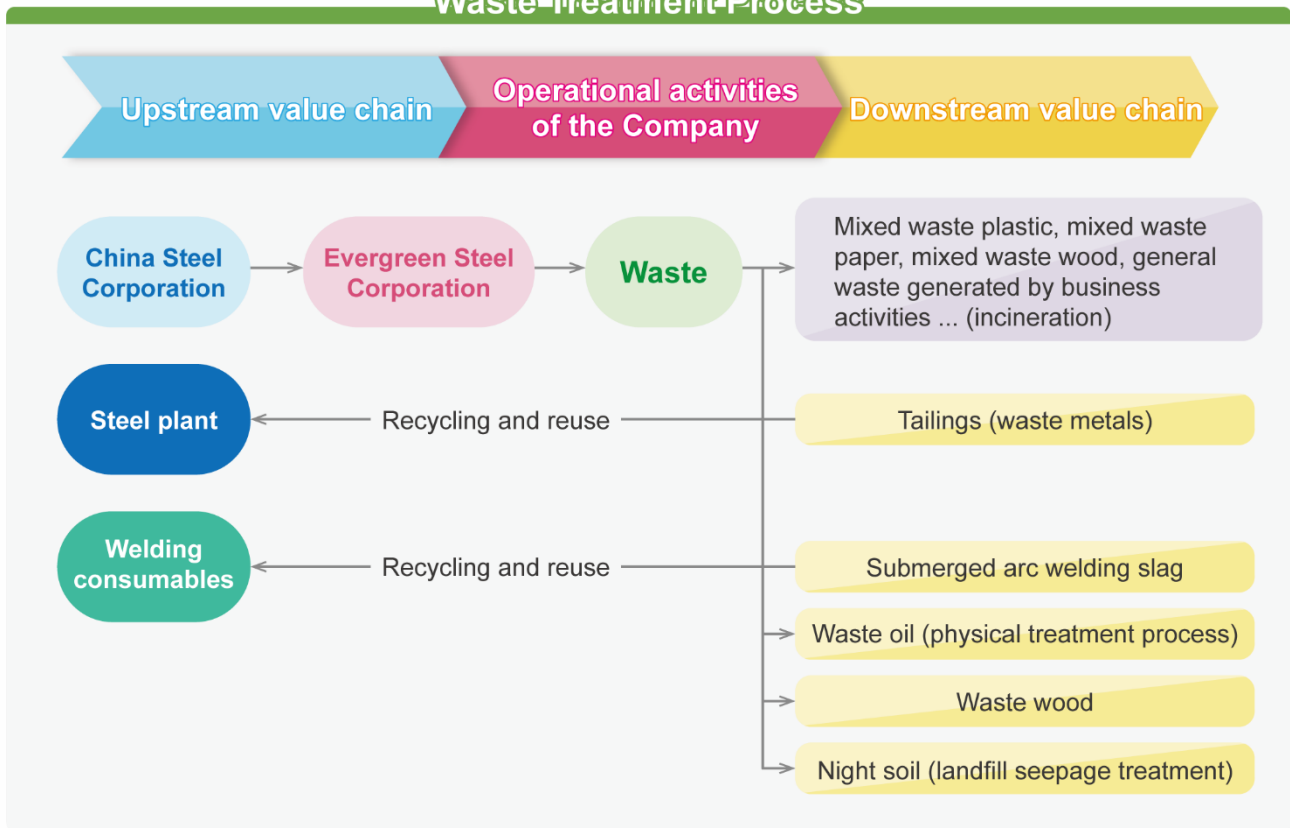 Waste Treatment Process
Upstream value chain
Operational activities
of the Company
Downstream value chain
China Steel
Corporation
Evergreen Steel
Corporation
Waste
Mixed waste plastic, mixed waste
paper, mixed waste wood, general
waste generated by business
activities ... (incineration)
Steel plant
Recycling and reuse
Tailings (waste metals)
Welding
consumables
Recycling and reuse
Submerged arc welding slag
Waste oil (physical treatment process)
Waste wood
Night soil (landfill seepage treatment)